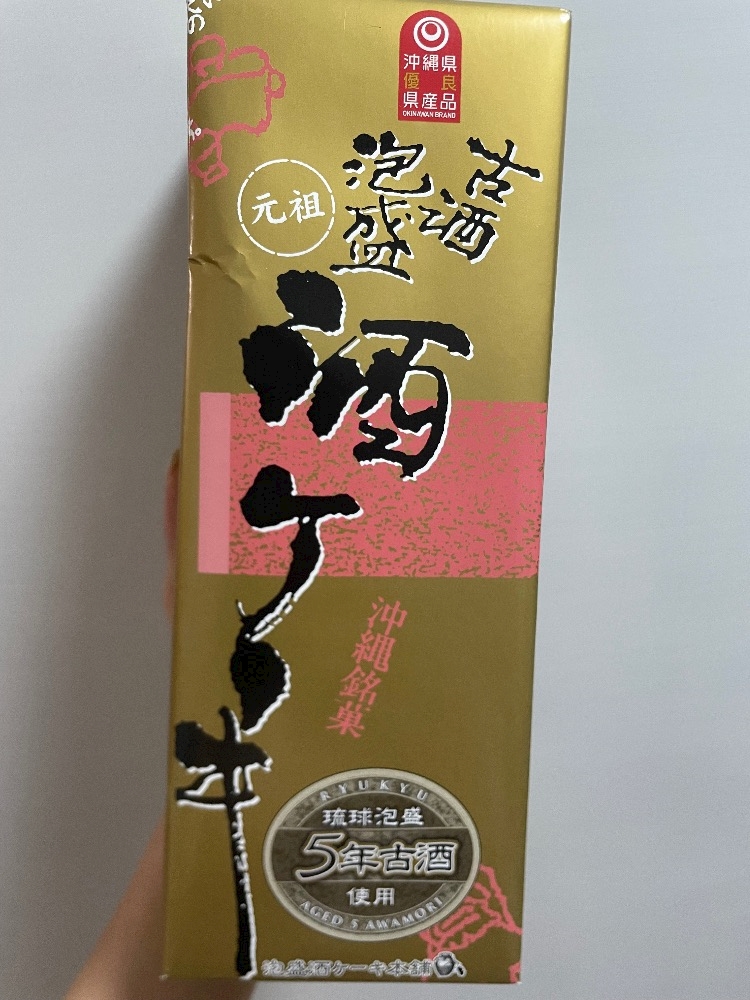 沖縄県
優良
県産品
OKINAWAN BRAND
古酒
泡盛
元祖
酒ケーキ
沖縄銘菓
RYUKYU
琉球泡盛
5年古酒
使用
AGED 5 AWAMORI
泡盛酒ケーキ本舗